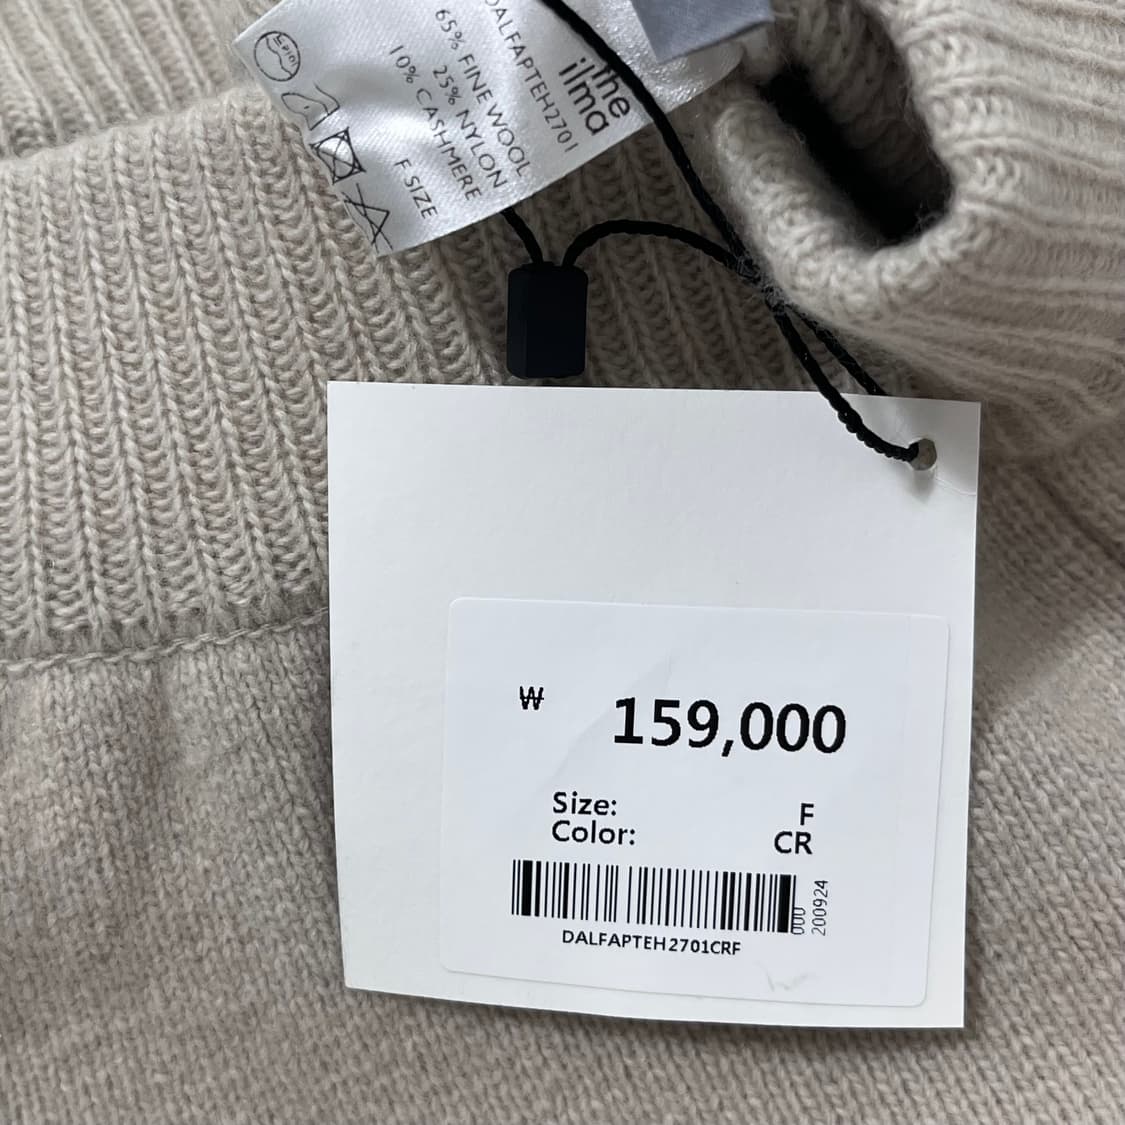 the
ilma
DALFAPTEH2701
65% FINE WOOL
25% NYLON
10% CASHMERE
F SIZE
₩ 159,000
Size: F
Color: CR
000
200924
DALFAPTEH2701CRF